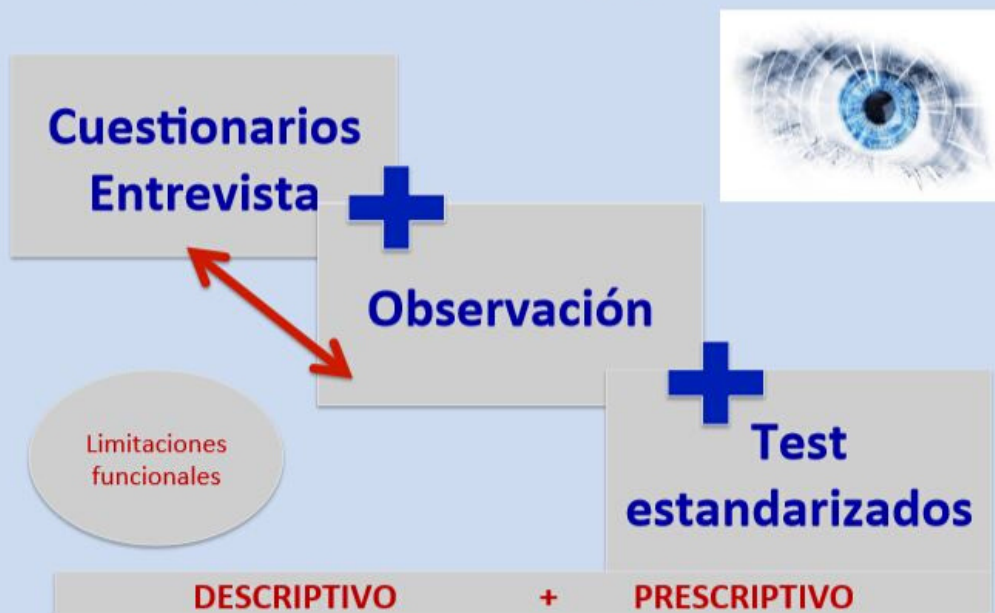 Cuestionarios
Entrevista
Observación
Limitaciones
funcionales
Test
estandarizados
DESCRIPTIVO + PRESCRIPTIVO